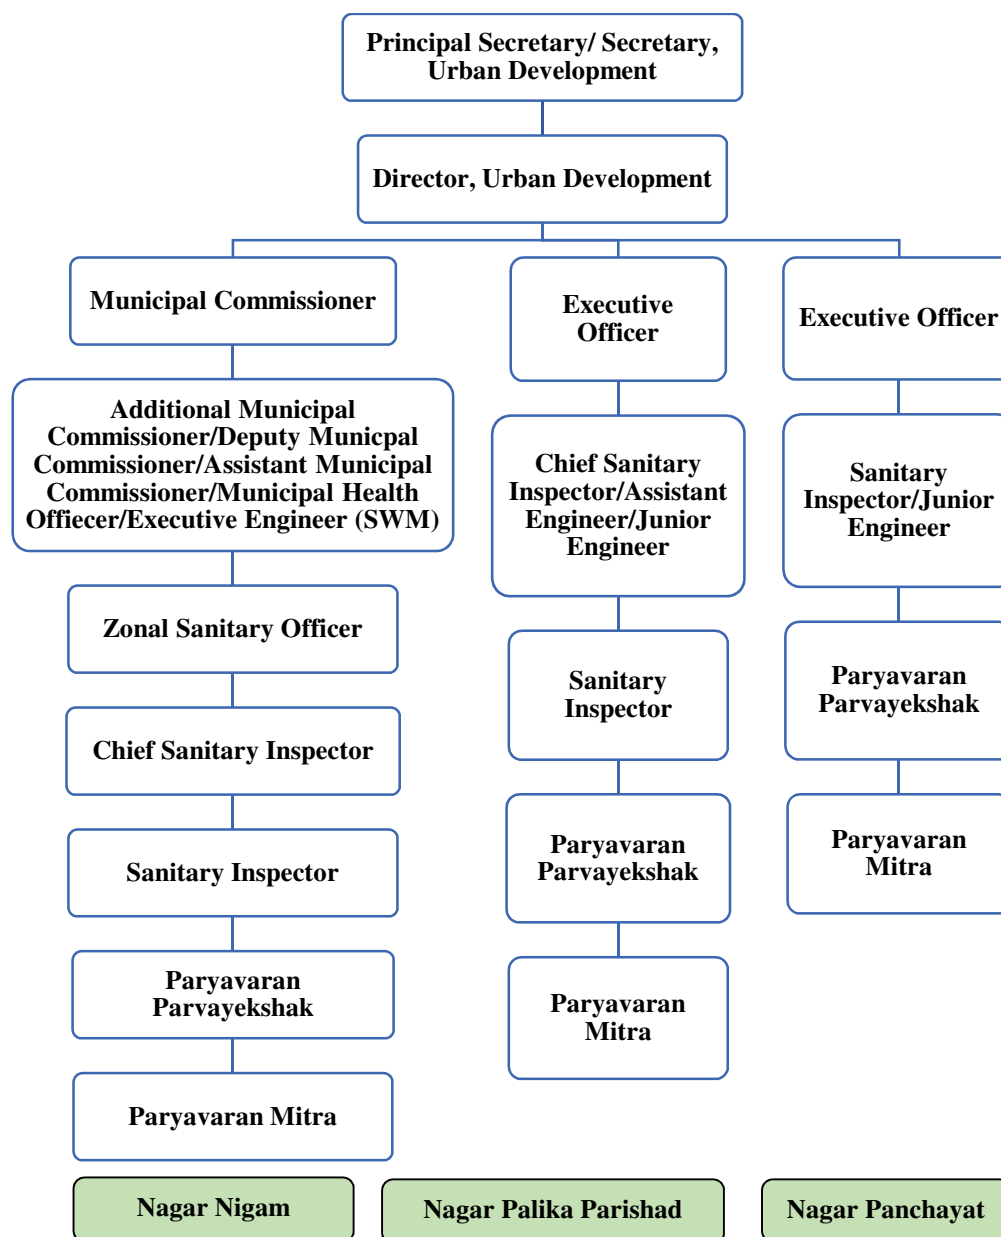 Principal Secretary/ Secretary,
Urban Development
Director, Urban Development
Municipal Commissioner
Additional Municipal
Commissioner/Deputy Municpal
Commissioner/Assistant Municipal
Commissioner/Municipal Health
Offiecer/Executive Engineer (SWM)
Zonal Sanitary Officer
Chief Sanitary Inspector
Sanitary Inspector
Paryavaran
Parvayekshak
Paryavaran Mitra
Nagar Nigam
Executive
Officer
Chief Sanitary
Inspector/Assistant
Engineer/Junior
Engineer
Sanitary
Inspector
Paryavaran
Parvayekshak
Paryavaran
Mitra
Nagar Palika Parishad
Executive Officer
Sanitary
Inspector/Junior
Engineer
Paryavaran
Parvayekshak
Paryavaran
Mitra
Nagar Panchayat